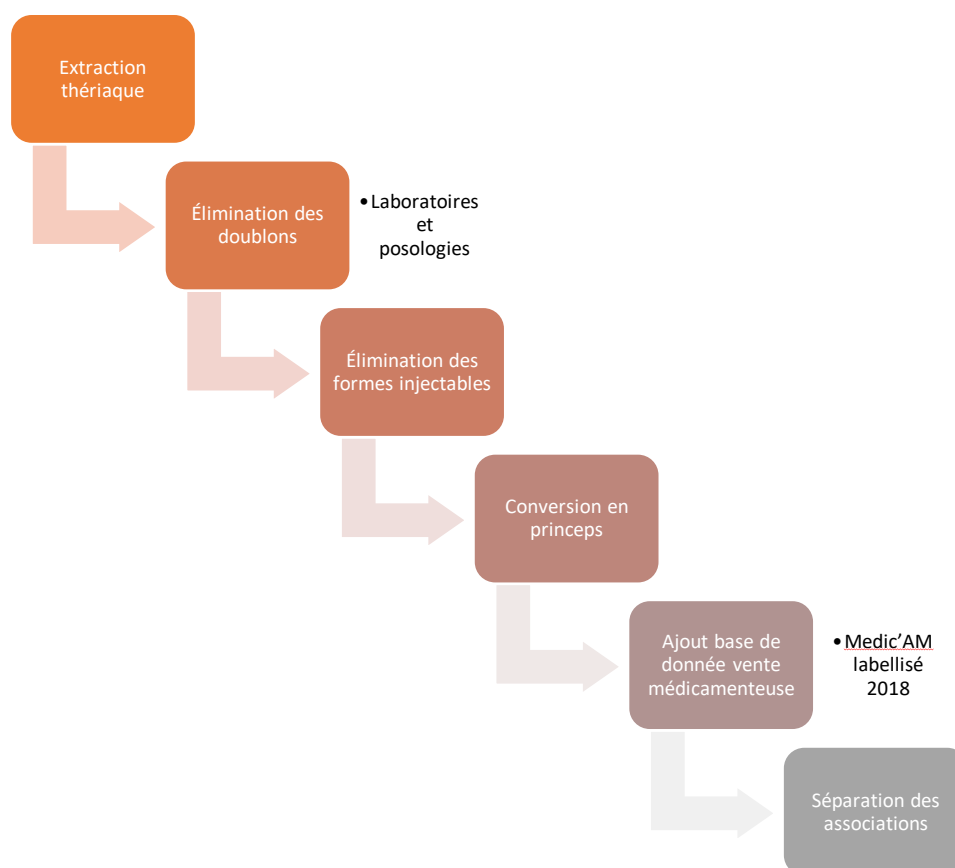 Extraction
thériaque
Élimination des
doublons
•Laboratoires
et
posologies
Élimination des
formes injectables
Conversion en
princeps
Ajout base de
donnée vente
médicamenteuse
•Medic’AM
labellisé
2018
Séparation des
associations